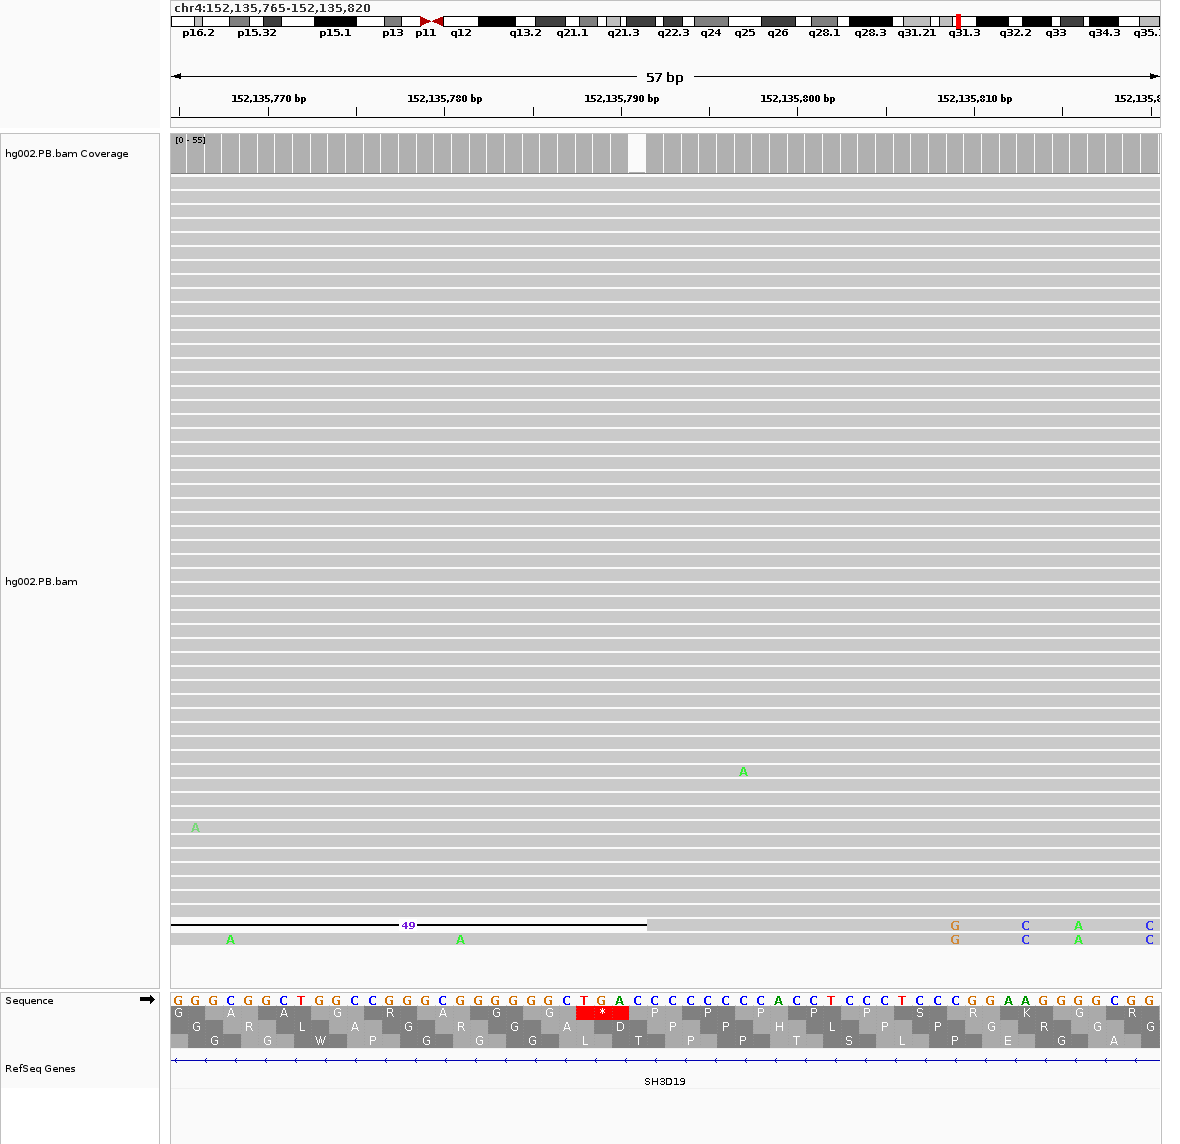 chr4:152,135,765-152,135,820
p16.2 p15.32 p15.1 p13 p11 q12 q13.2 q21.1 q21.3 q22.3 q24 q25 q26 q28.1 q28.3 q31.21 q31.3 q32.2 q33 q34.3 q35.1
57 bp
152,135,770 bp 152,135,780 bp 152,135,790 bp 152,135,800 bp 152,135,810 bp 152,135,8
[0 - 55]
hg002.PB.bam Coverage
A
hg002.PB.bam
A
49 G C A C
A A G C A C
Sequence G G G C G G C T G G C C G G G C G G G G G G C T G A C C C C C C C C A C C T C C C T C C C G G A A G G G G C G G
G A A G R A G G * P P P P P S R K G R
G R L A G R G A D P P H L P P G R G G
G G W P G G G L T P P T S L P E G A
RefSeq Genes
SH3D19